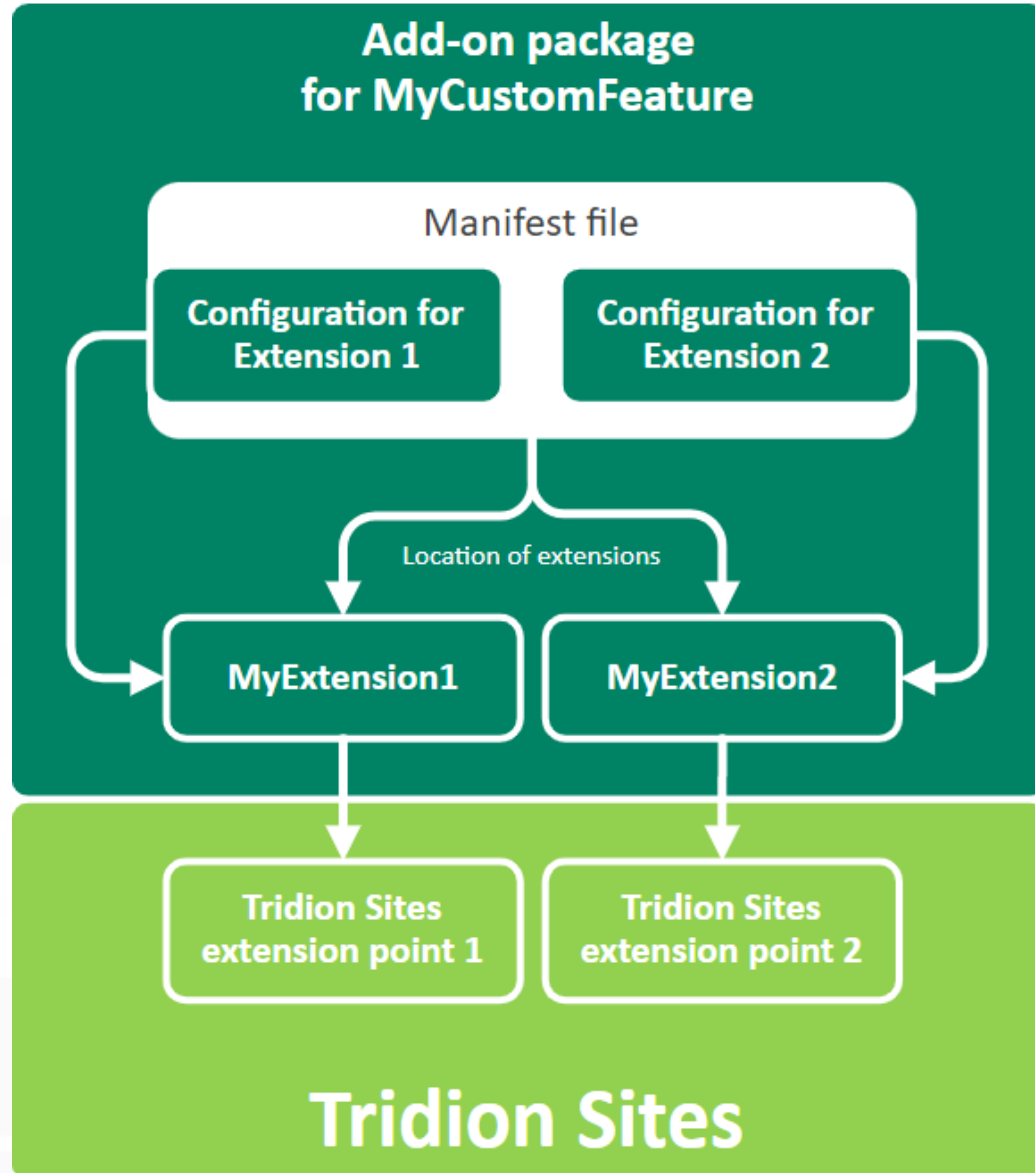 Add-on package
for MyCustomFeature
Manifest file
Configuration for
Extension 1
Configuration for
Extension 2
Location of extensions
MyExtension1
MyExtension2
Tridion Sites
extension point 1
Tridion Sites
extension point 2
Tridion Sites